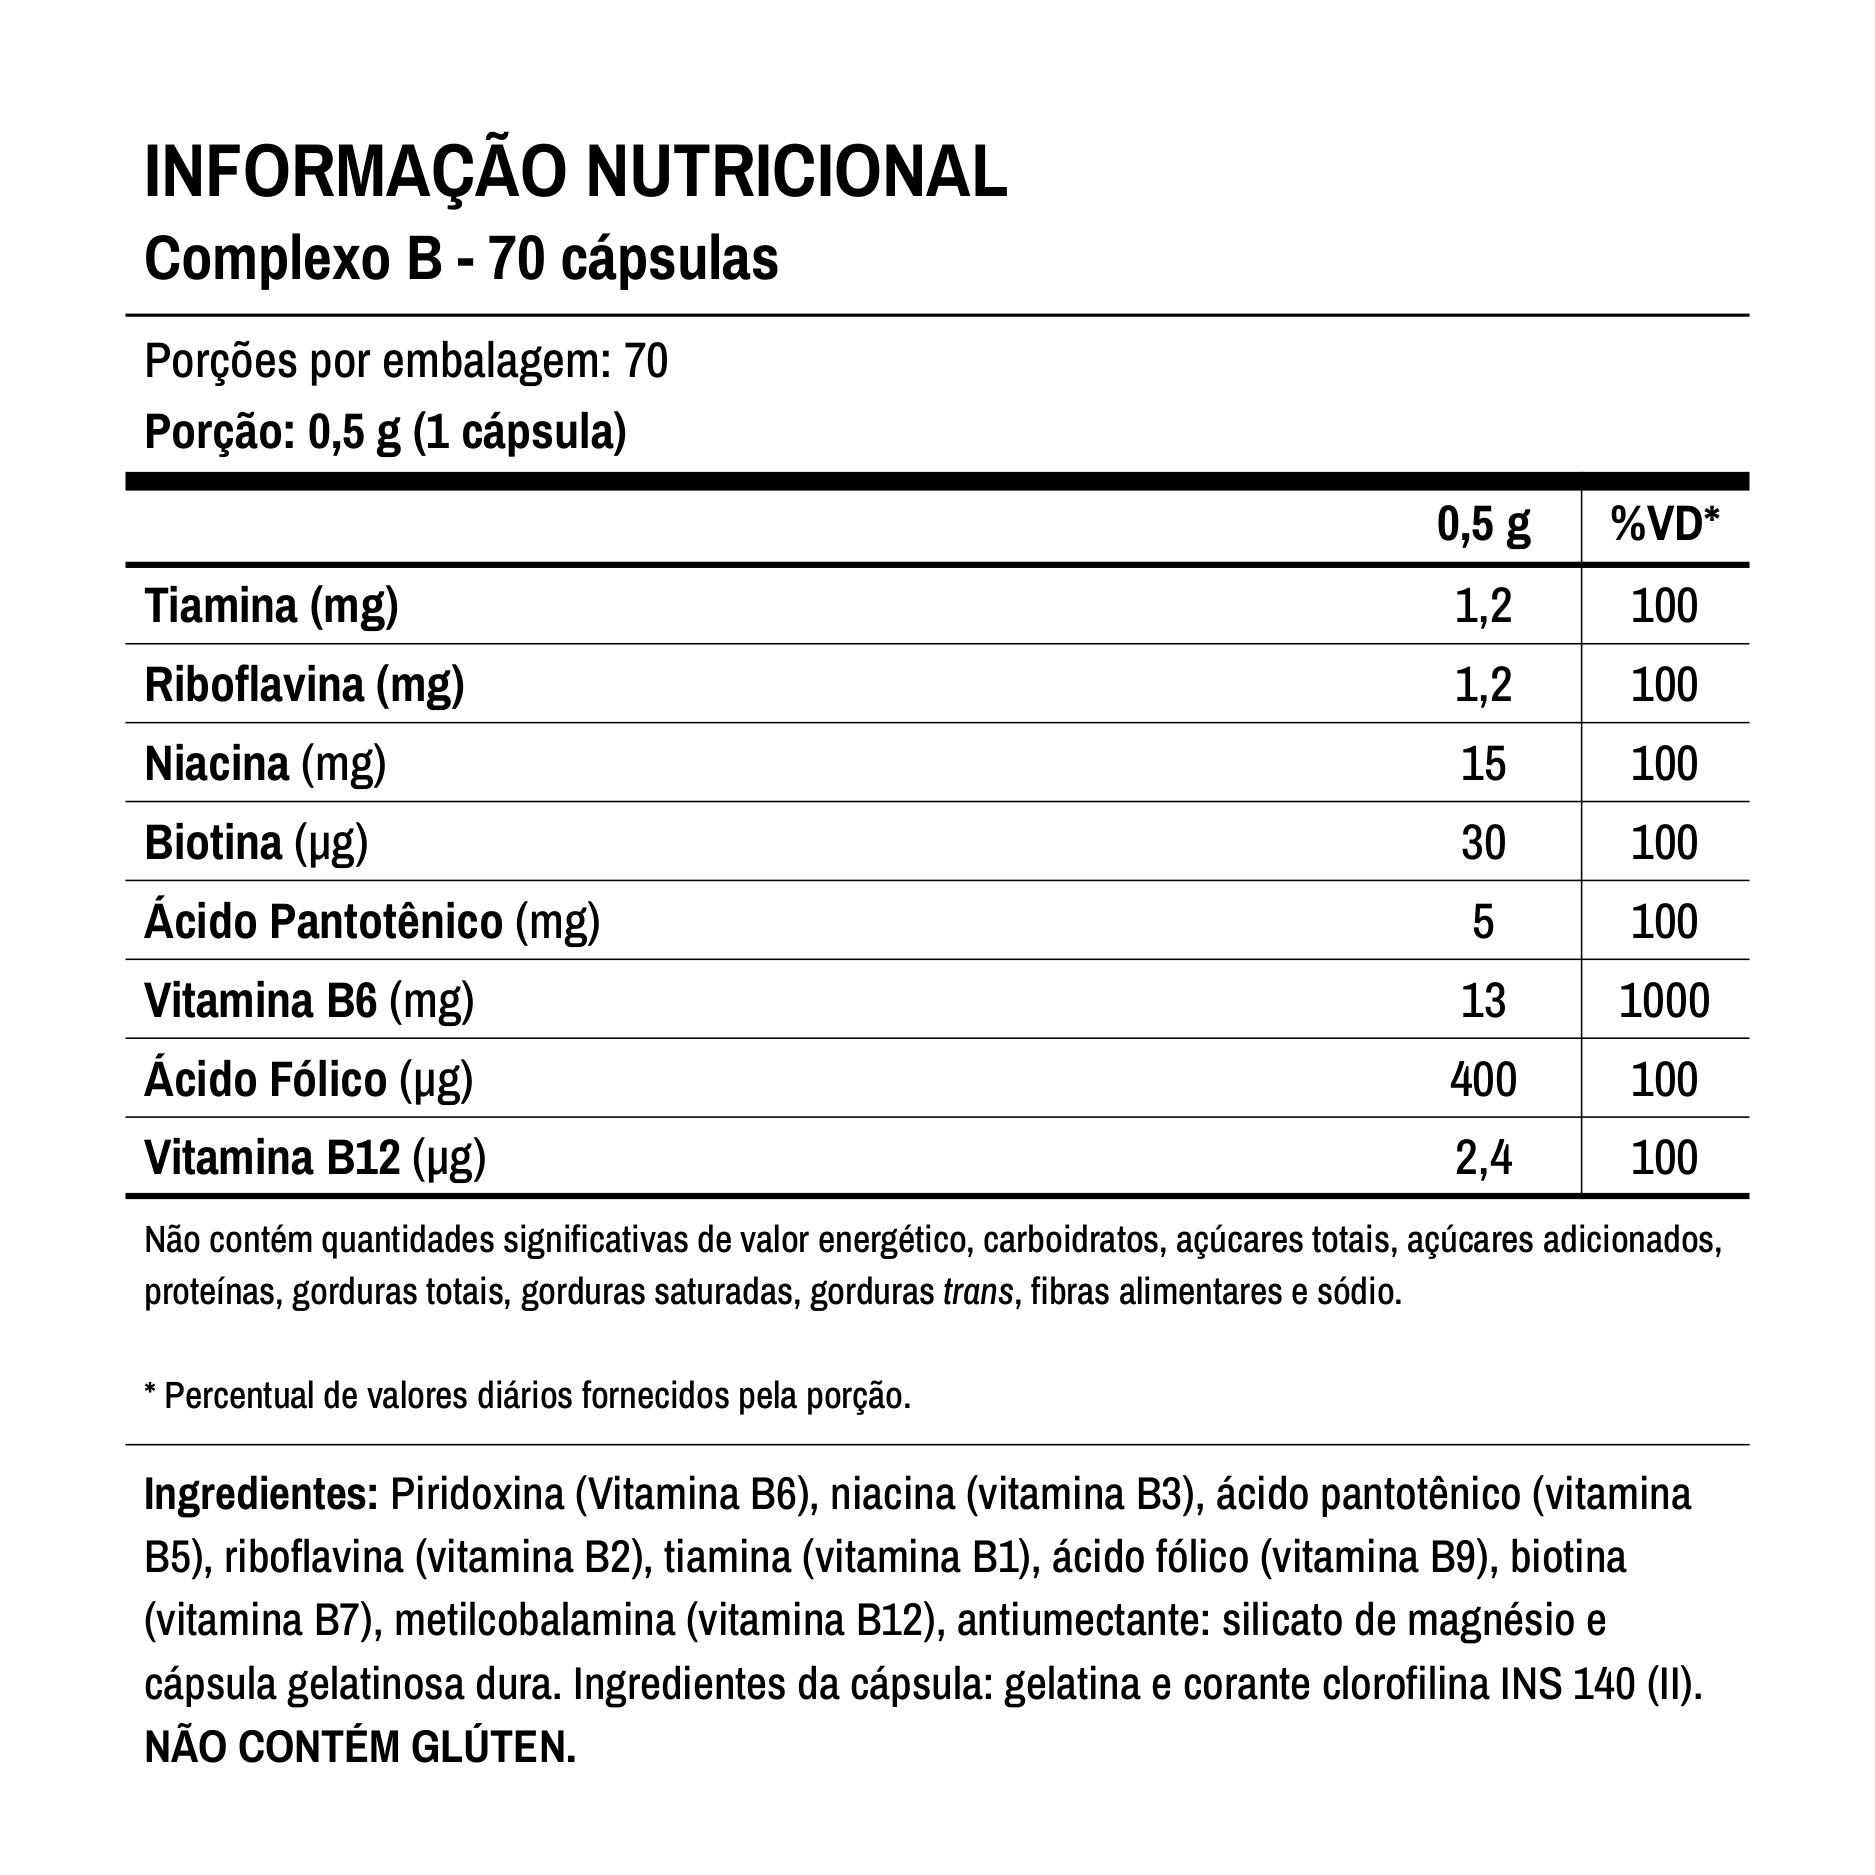 INFORMAÇÃO NUTRICIONAL
Complexo B - 70 cápsulas
Porções por embalagem: 70
Porção: 0,5 g (1 cápsula)
0,5 g %VD*
Tiamina (mg) 1,2 100
Riboflavina (mg) 1,2 100
Niacina (mg) 15 100
Biotina (µg) 30 100
Ácido Pantotênico (mg) 5 100
Vitamina B6 (mg) 13 1000
Ácido Fólico (µg) 400 100
Vitamina B12 (µg) 2,4 100
Não contém quantidades significativas de valor energético, carboidratos, açúcares totais, açúcares adicionados,
proteínas, gorduras totais, gorduras saturadas, gorduras trans, fibras alimentares e sódio.
* Percentual de valores diários fornecidos pela porção.
Ingredientes: Piridoxina (Vitamina B6), niacina (vitamina B3), ácido pantotênico (vitamina
B5), riboflavina (vitamina B2), tiamina (vitamina B1), ácido fólico (vitamina B9), biotina
(vitamina B7), metilcobalamina (vitamina B12), antiumectante: silicato de magnésio e
cápsula gelatinosa dura. Ingredientes da cápsula: gelatina e corante clorofilina INS 140 (II).
NÃO CONTÉM GLÚTEN.